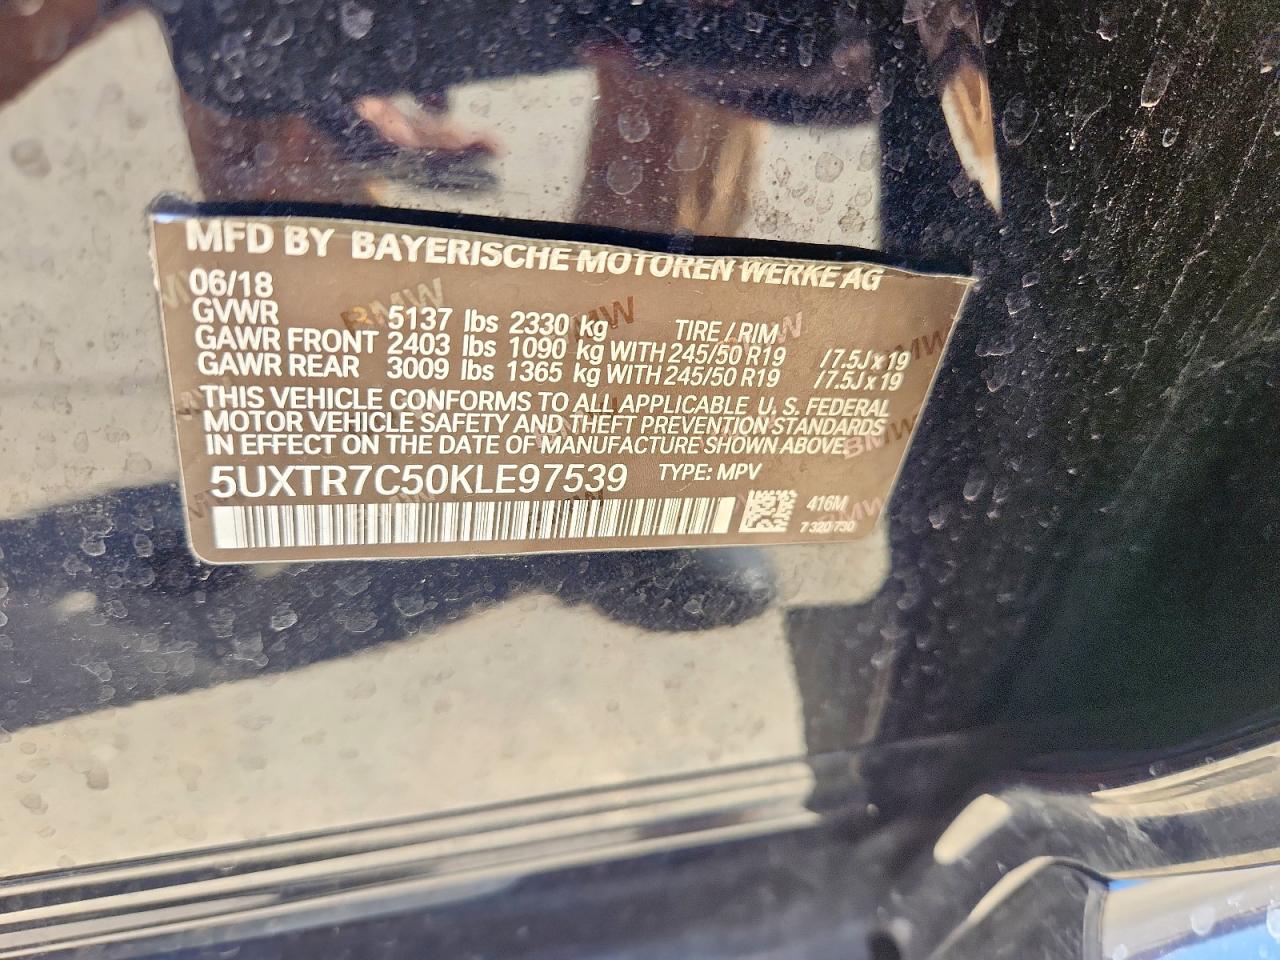 MFD BY BAYERISCHE MOTOREN WERKE AG
06/18
GVWR 5137 lbs 2330 kg TIRE / RIM
GAWR FRONT 2403 lbs 1090 kg WITH 245/50 R19 /7.5J x 19
GAWR REAR 3009 lbs 1365 kg WITH 245/50 R19 /7.5J x 19
THIS VEHICLE CONFORMS TO ALL APPLICABLE U. S. FEDERAL
MOTOR VEHICLE SAFETY AND THEFT PREVENTION STANDARDS
IN EFFECT ON THE DATE OF MANUFACTURE SHOWN ABOVE
5UXTR7C50KLE97539 TYPE: MPV
416M
7 320 730